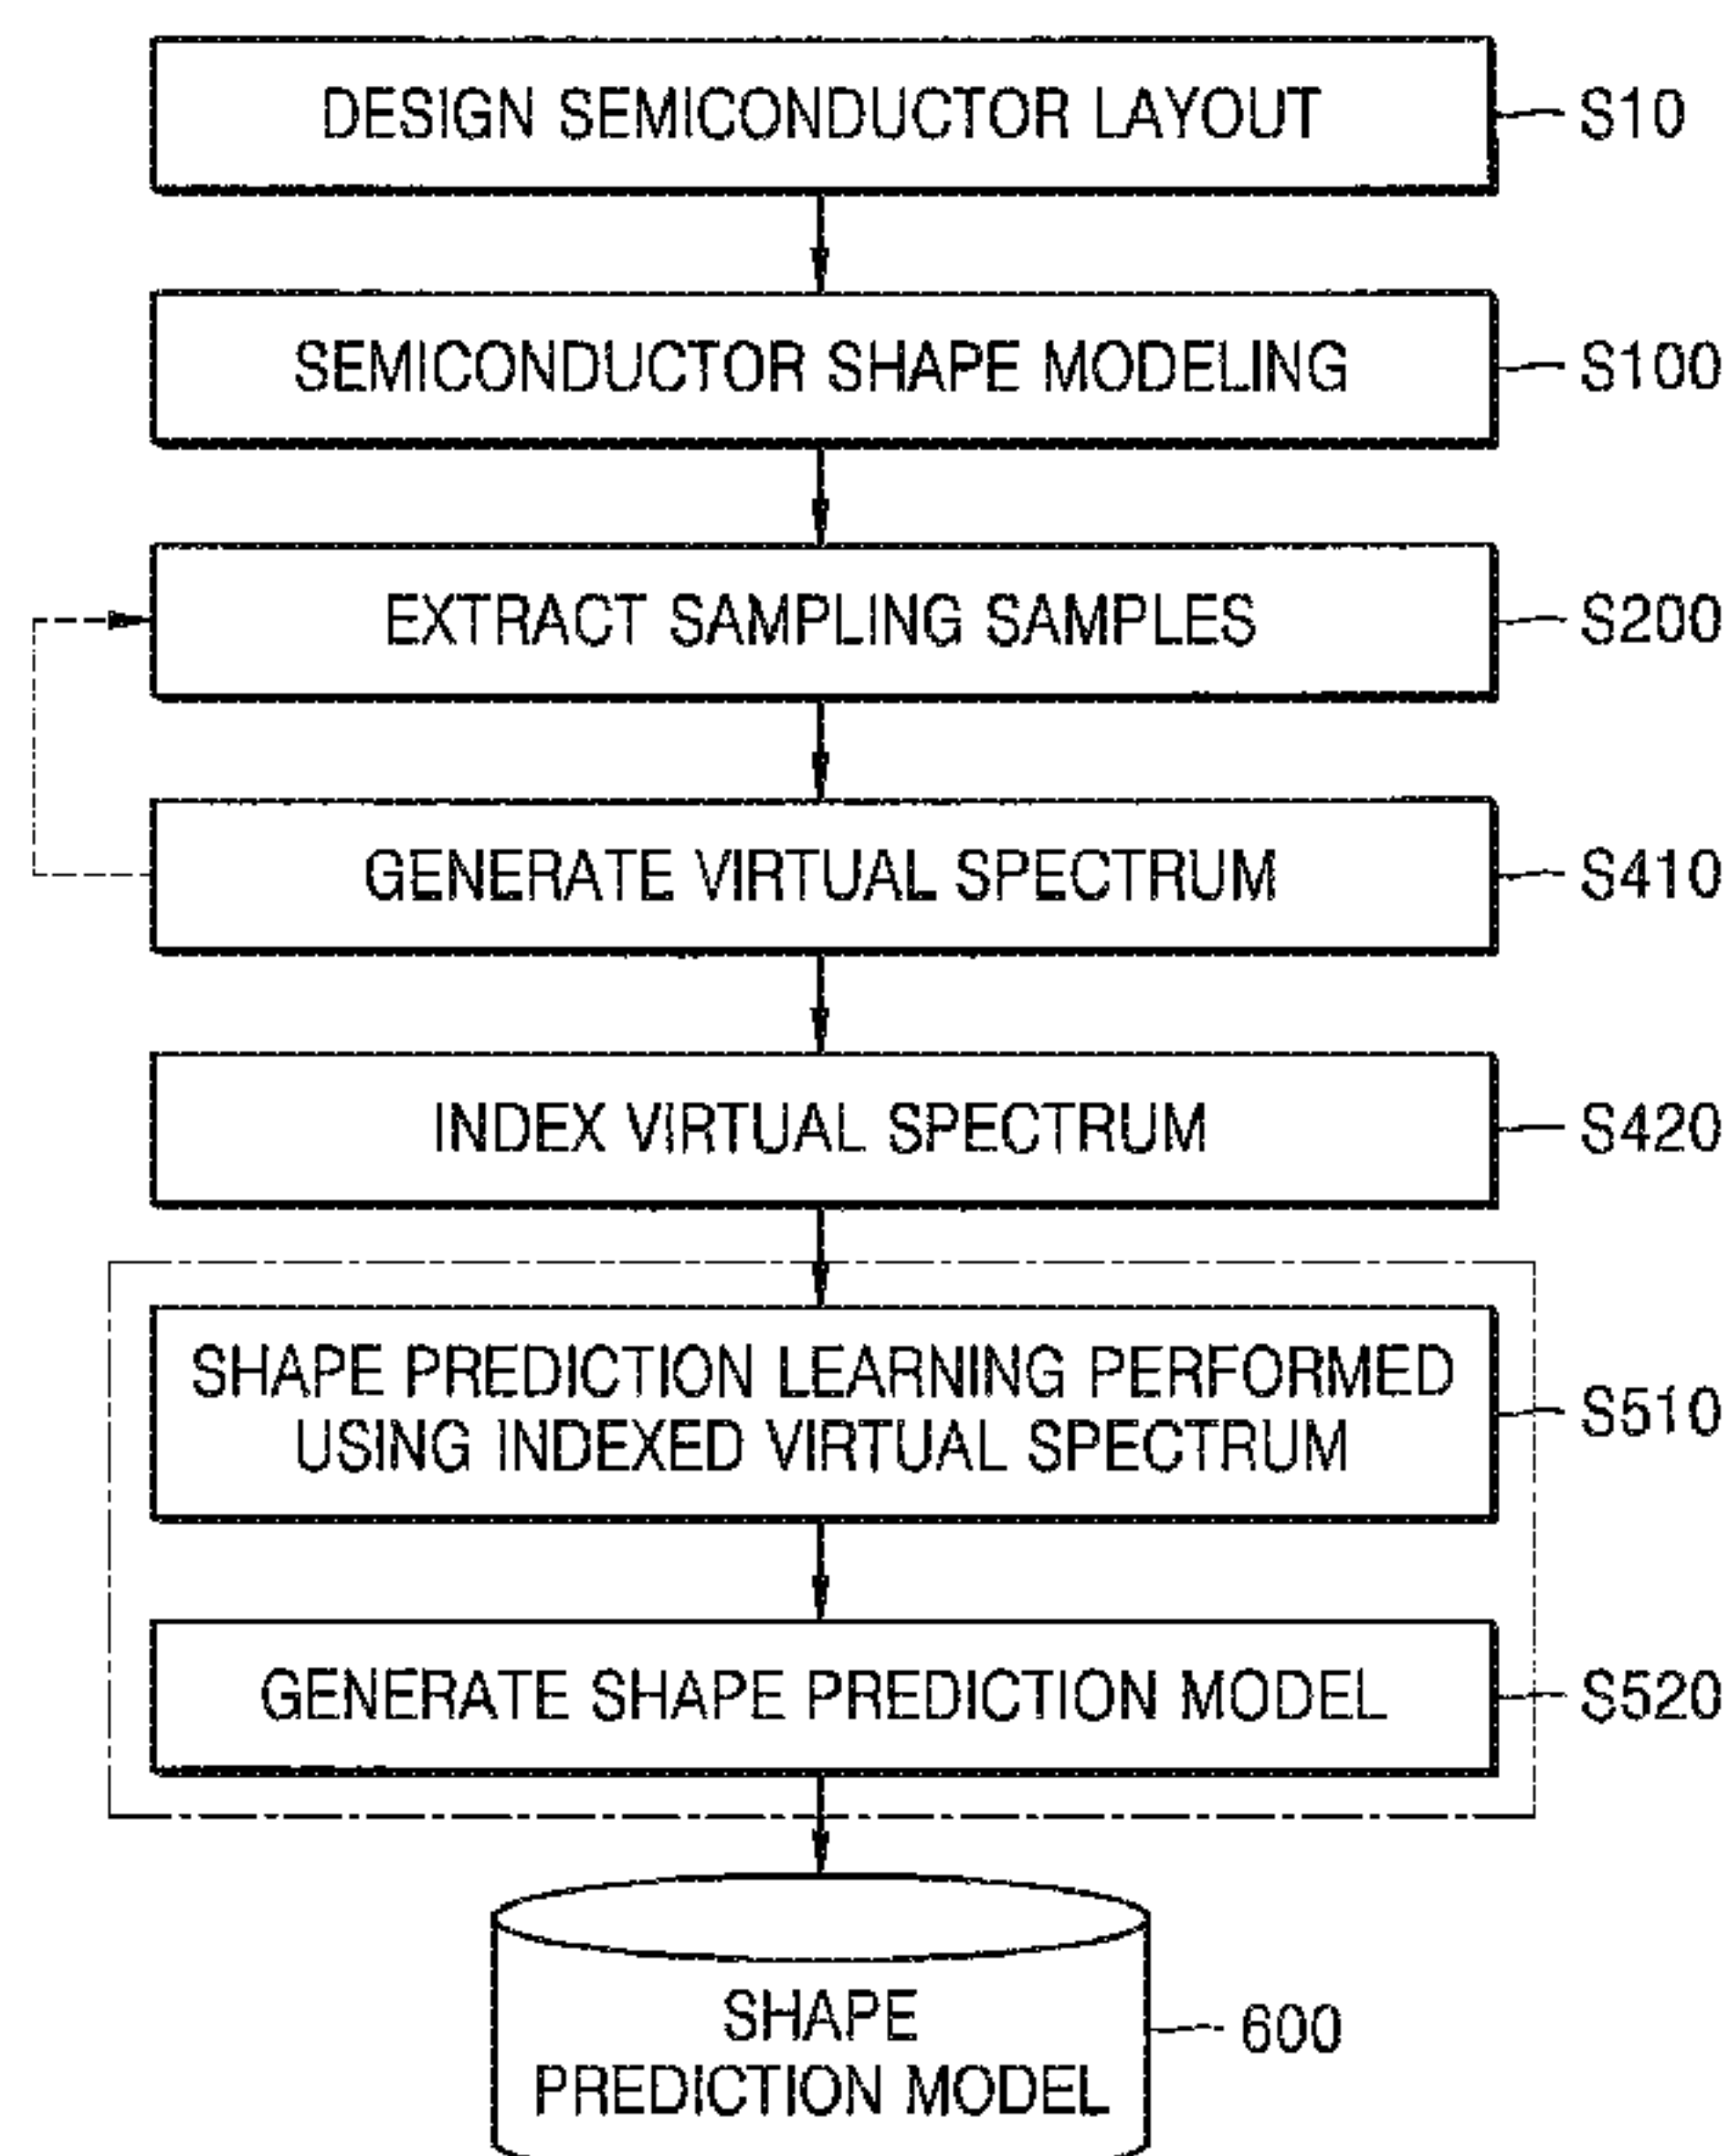 DESIGN SEMICONDUCTOR LAYOUT
S10
SEMICONDUCTOR SHAPE MODELING
S100
EXTRACT SAMPLING SAMPLES
S200
GENERATE VIRTUAL SPECTRUM
S410
INDEX VIRTUAL SPECTRUM
S420
SHAPE PREDICTION LEARNING PERFORMED
USING INDEXED VIRTUAL SPECTRUM
S510
GENERATE SHAPE PREDICTION MODEL
S520
SHAPE
PREDICTION MODEL
600